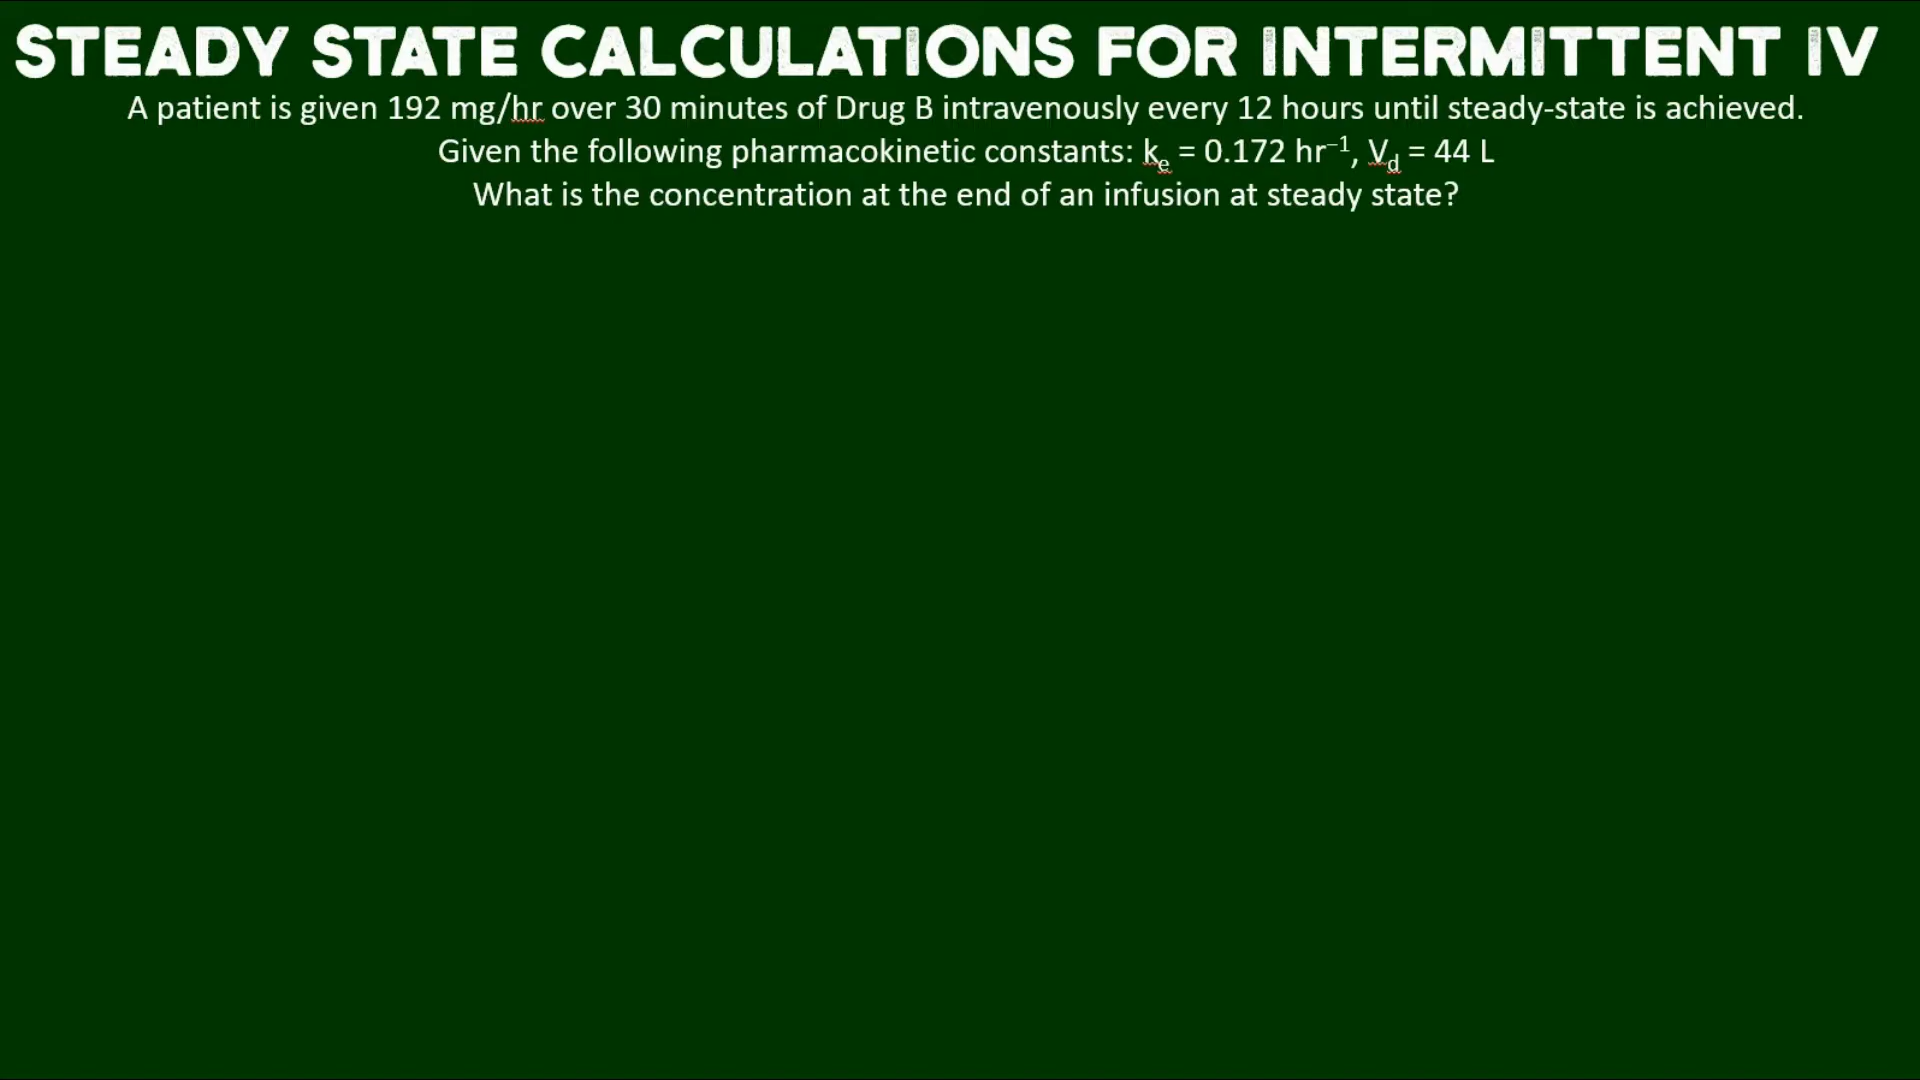 STEADY STATE CALCULATIONS FOR INTERMITTENT IV
A patient is given 192 mg/hr over 30 minutes of Drug B intravenously every 12 hours until steady-state is achieved.
Given the following pharmacokinetic constants: kₑ = 0.172 hr⁻¹, V_d = 44 L
What is the concentration at the end of an infusion at steady state?